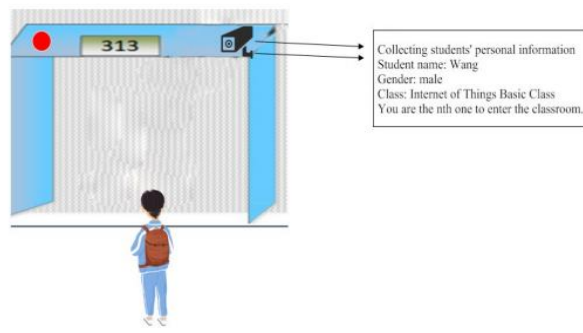 313
Collecting students' personal information
Student name: Wang
Gender: male
Class: Internet of Things Basic Class
You are the nth one to enter the classroom.